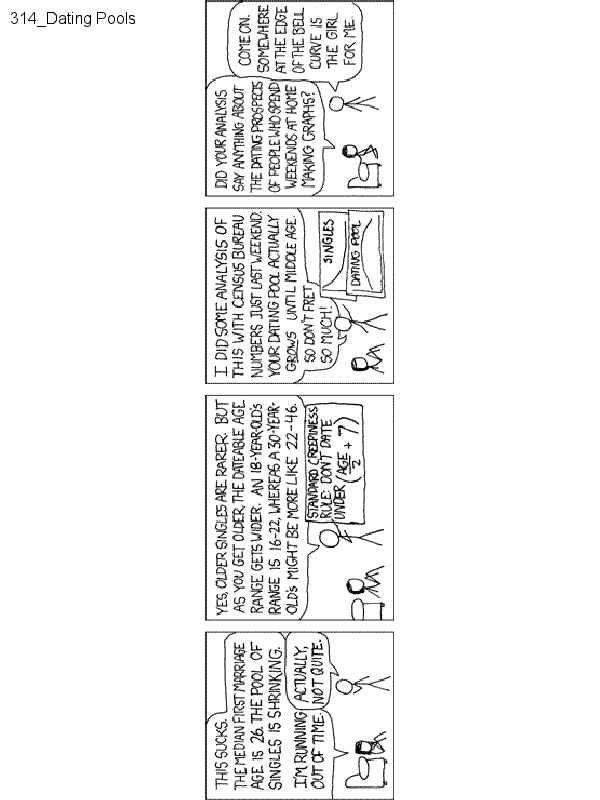 314_Dating Pools
THIS SUCKS.
THE MEDIAN FIRST MARRIAGE
AGE IS 26. THE POOL OF
SINGLES IS SHRINKING.
I'M RUNNING
OUT OF TIME.
ACTUALLY,
NOT QUITE.
YES, OLDER SINGLES ARE RARER. BUT
AS YOU GET OLDER, THE DATEABLE AGE
RANGE GETS WIDER. AN 18-YEAR-OLD'S
RANGE IS 16-22, WHEREAS A 30-YEAR-
OLD'S MIGHT BE MORE LIKE 22-46.
STANDARD CREEPINESS
RULE: DON'T DATE
UNDER (AGE/2 + 7)
I DID SOME ANALYSIS OF
THIS WITH CENSUS BUREAU
NUMBERS JUST LAST WEEKEND.
YOUR DATING POOL ACTUALLY
GROWS UNTIL MIDDLE AGE.
SO DON'T FRET
SO MUCH!
SINGLES
DATING POOL
DID YOUR ANALYSIS
SAY ANYTHING ABOUT
THE DATING PROSPECTS
OF PEOPLE WHO SPEND
WEEKENDS AT HOME
MAKING GRAPHS?
COME ON.
SOMEWHERE
AT THE EDGE
OF THE BELL
CURVE IS
THE GIRL
FOR ME.